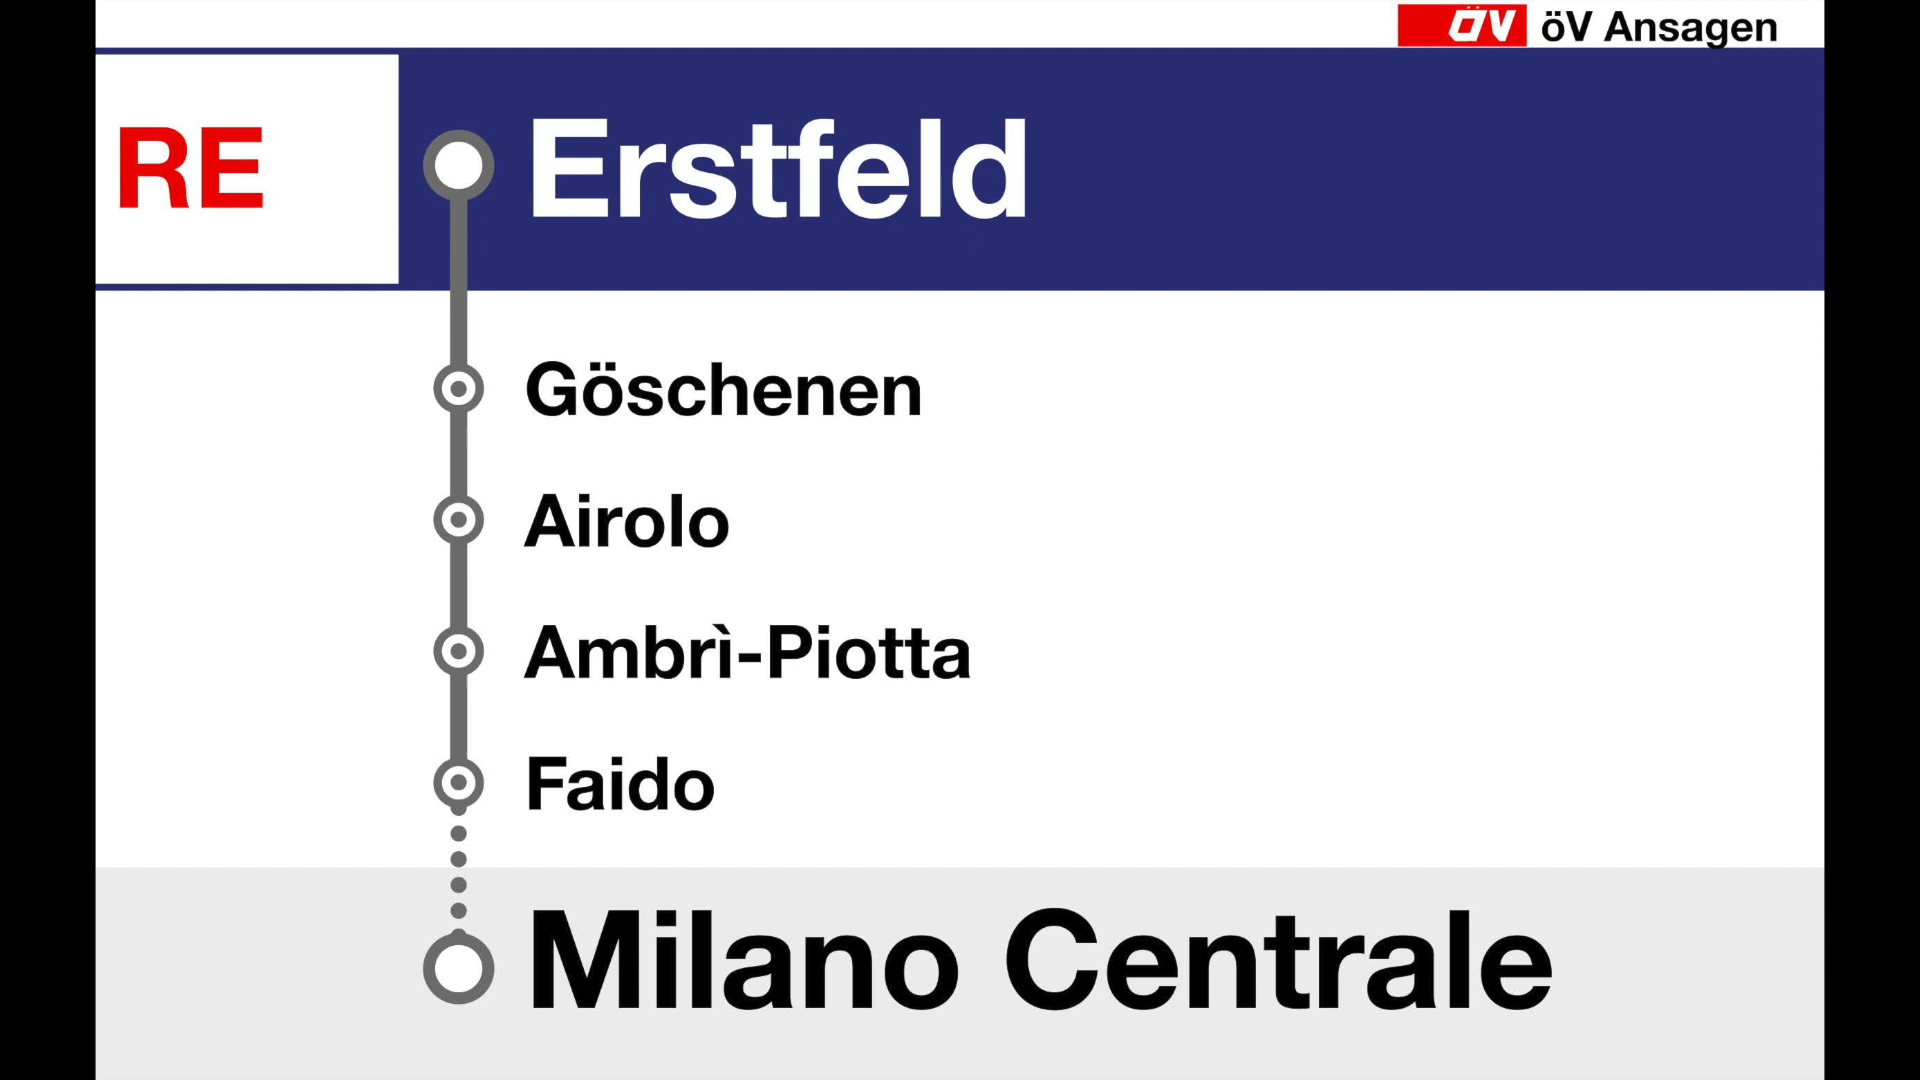 ÖV öV Ansagen
RE Erstfeld
Göschenen
Airolo
Ambrì-Piotta
Faido
Milano Centrale